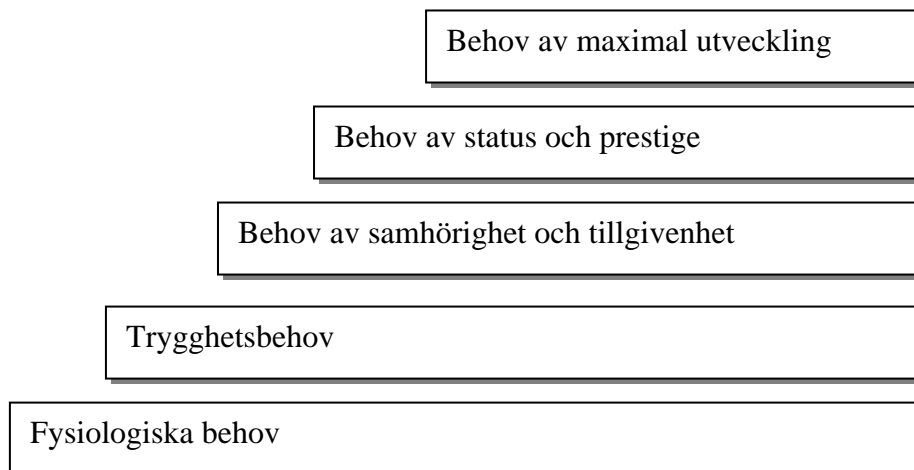 Behov av maximal utveckling
Behov av status och prestige
Behov av samhörighet och tillgivenhet
Trygghetsbehov
Fysiologiska behov